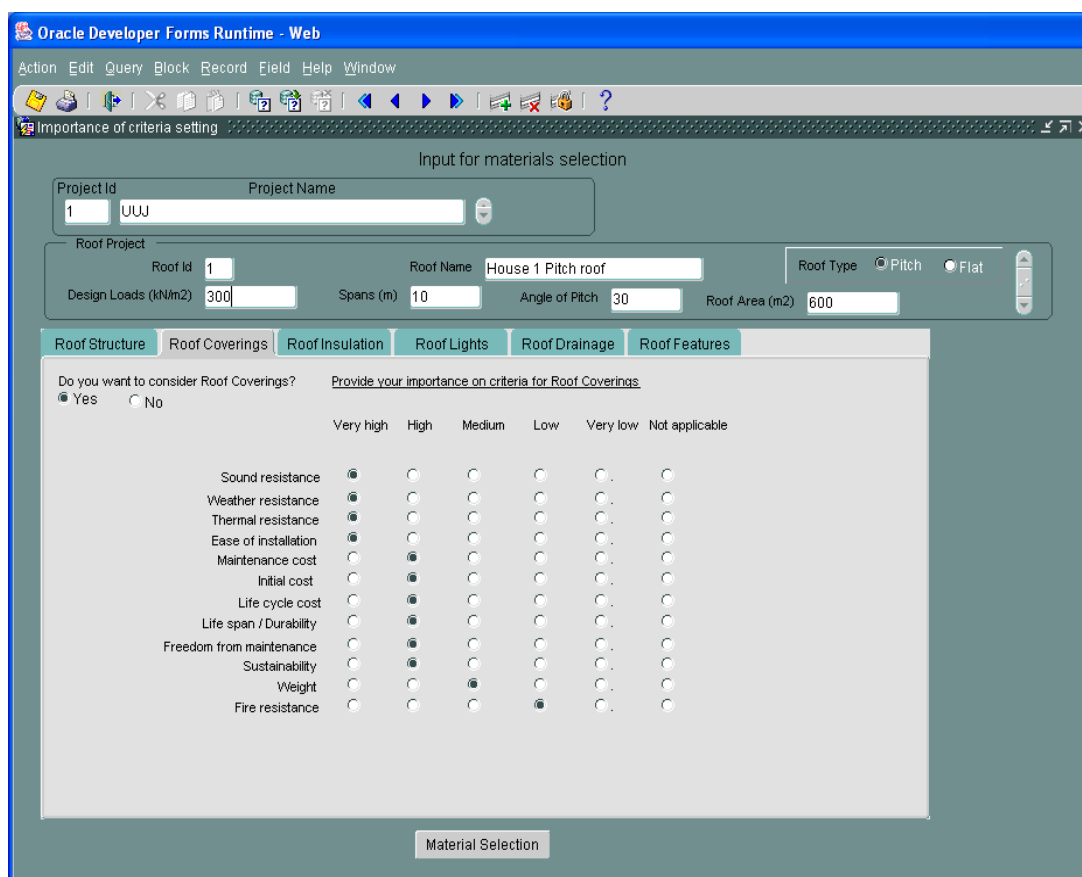 Oracle Developer Forms Runtime - Web
Action Edit Query Block Record Field Help Window
Importance of criteria setting
Input for materials selection
Project Id Project Name
1 UUJ
Roof Project
Roof Id 1 Roof Name House 1 Pitch roof Roof Type Pitch Flat
Design Loads (kN/m2) 300 Spans (m) 10 Angle of Pitch 30 Roof Area (m2) 600
Roof Structure Roof Coverings Roof Insulation Roof Lights Roof Drainage Roof Features
Do you want to consider Roof Coverings? Provide your importance on criteria for Roof Coverings
Yes No
Very high High Medium Low Very low Not applicable
Sound resistance .
Weather resistance .
Thermal resistance .
Ease of installation .
Maintenance cost .
Initial cost .
Life cycle cost .
Life span / Durability .
Freedom from maintenance .
Sustainability .
Weight .
Fire resistance .
Material Selection